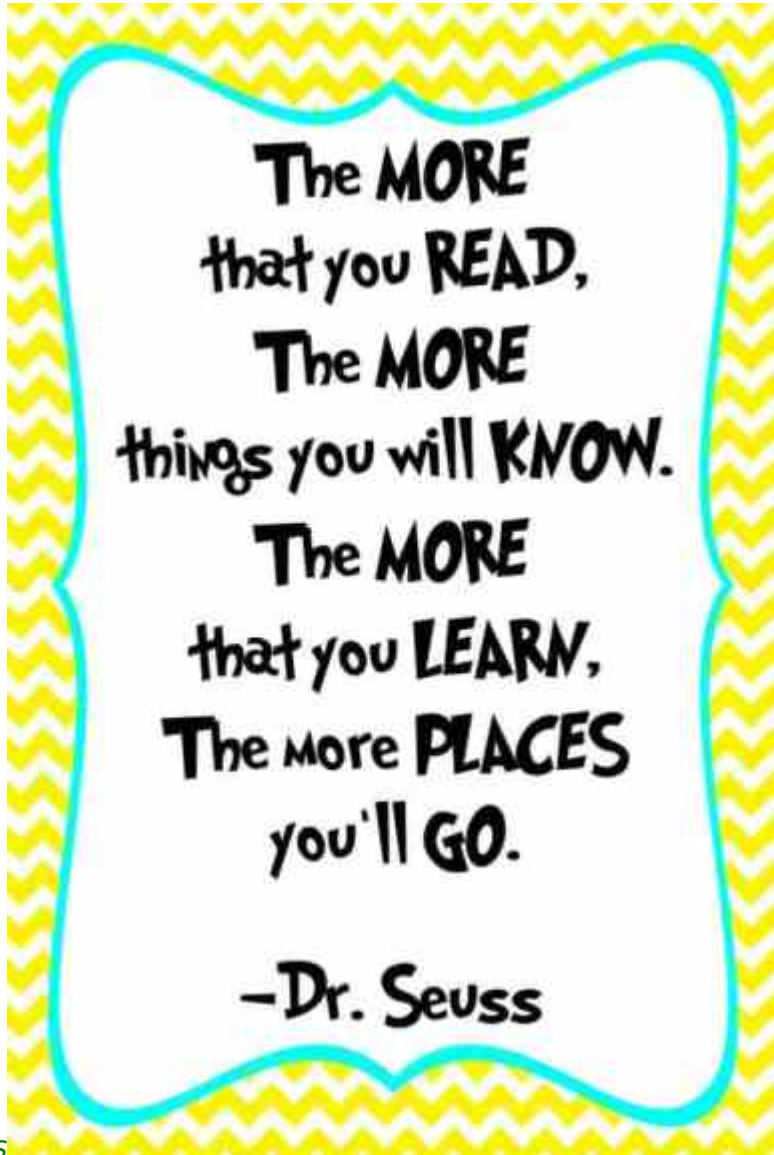 The MORE
that you READ,
The MORE
things you will KNOW.
The MORE
that you LEARN,
The more PLACES
you'll GO.
-Dr. Seuss
s